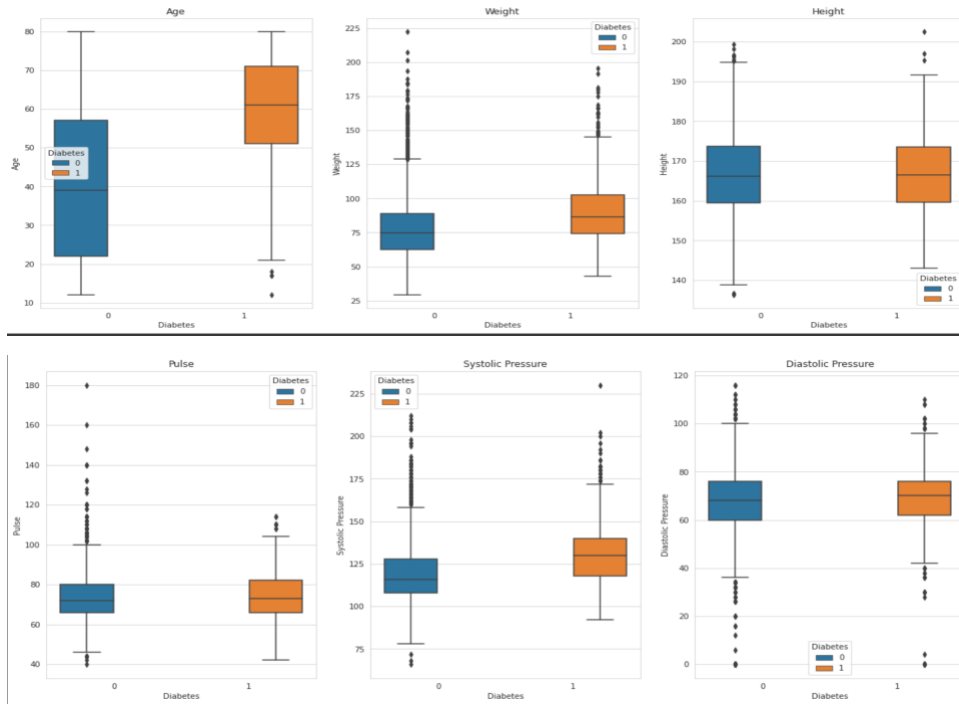 Age
80
70
60
50
40
30
20
10
Age
Diabetes
0
1
0
1
Diabetes
Weight
225
200
175
150
125
100
75
50
25
Weight
Diabetes
0
1
0
1
Diabetes
Height
200
190
180
170
160
150
140
Height
Diabetes
0
1
0
1
Diabetes
Pulse
180
160
140
120
100
80
60
40
Pulse
Diabetes
0
1
0
1
Diabetes
Systolic Pressure
225
200
175
150
125
100
75
Systolic Pressure
Diabetes
0
1
0
1
Diabetes
Diastolic Pressure
120
100
80
60
40
20
0
Diastolic Pressure
Diabetes
0
1
0
1
Diabetes